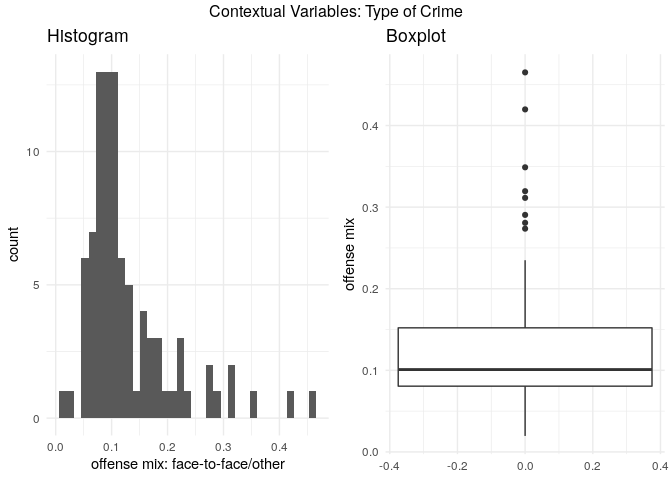 Contextual Variables: Type of Crime
Histogram
Boxplot
10
5
0
count
0.0 0.1 0.2 0.3 0.4
offense mix: face-to-face/other
0.4
0.3
0.2
0.1
0.0
offense mix
-0.4 -0.2 0.0 0.2 0.4